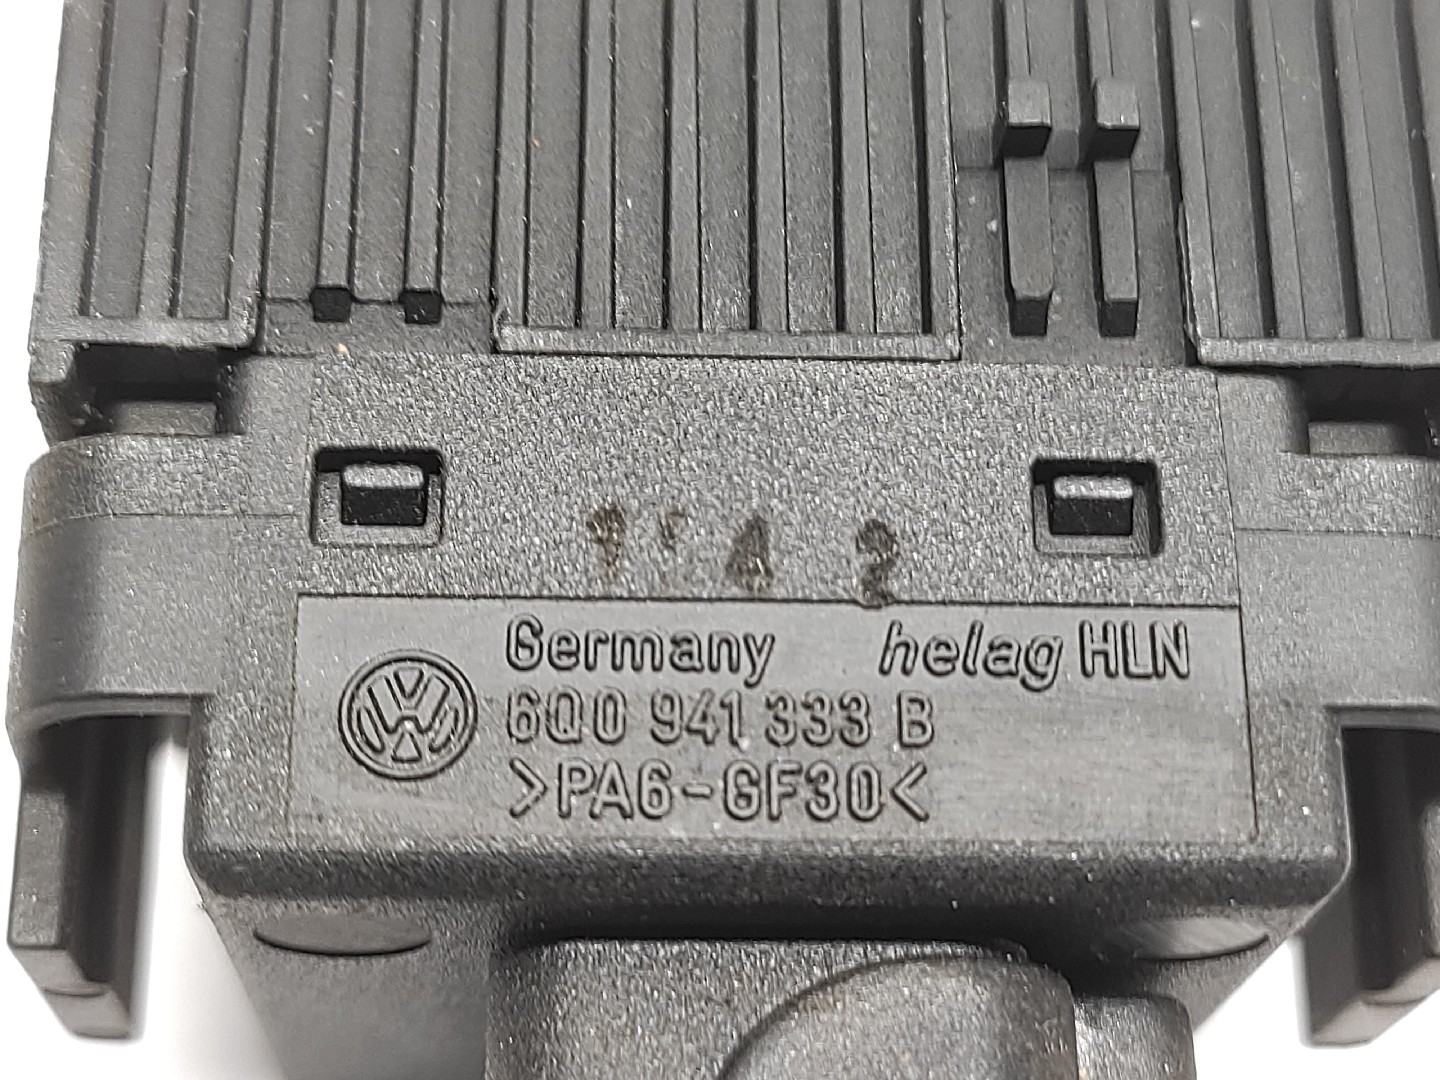 Germany helag HLN
6Q0 941 333 B
>PA6-GF30<